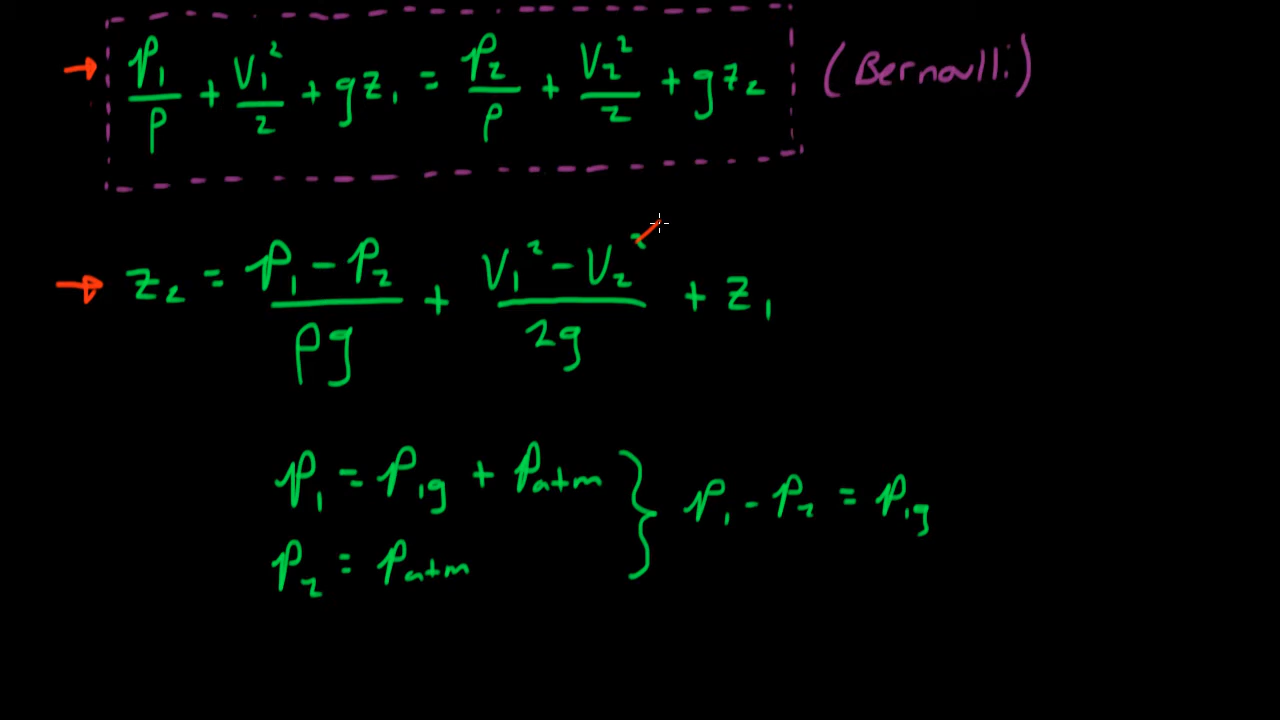 p₁/ρ + V₁²/2 + gz₁ = p₂/ρ + V₂²/2 + gz₂ (Bernoulli)
z₂ = (p₁ - p₂)/ρg + (V₁² - V₂²)/2g + z₁
p₁ = p₁g + patm
p₁ - p₂ = p₁g
p₂ = patm